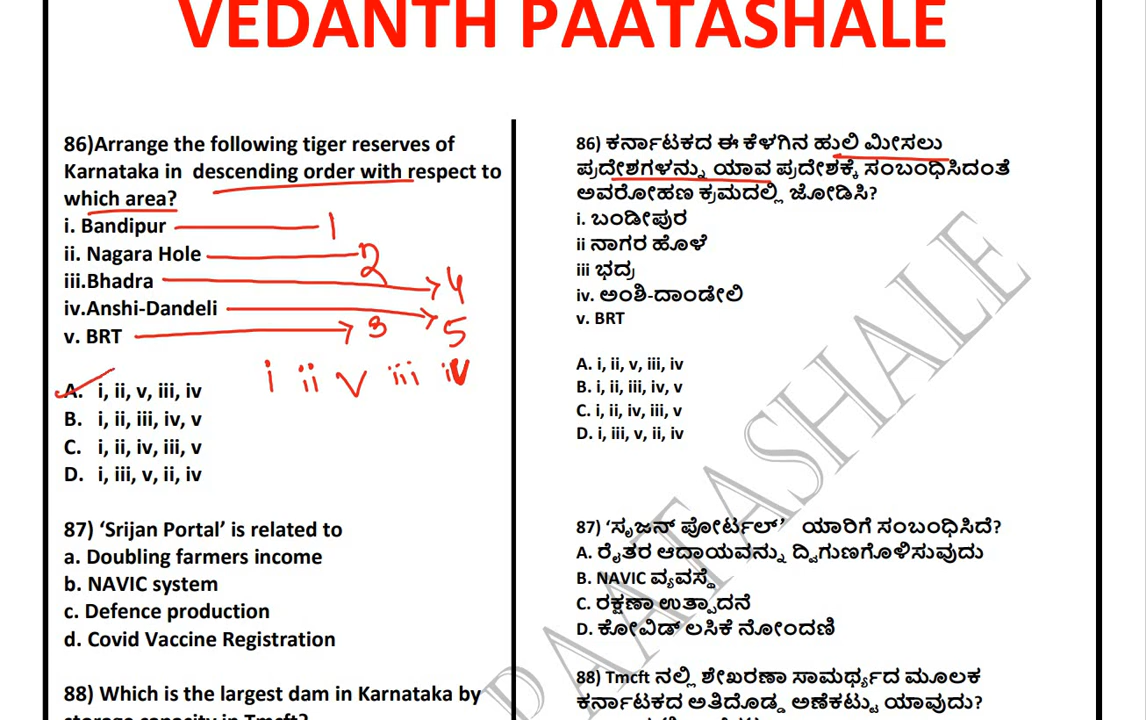 VEDANTH PAATASHALE
86)Arrange the following tiger reserves of
Karnataka in descending order with respect to
which area?
i. Bandipur 1
ii. Nagara Hole 2
iii.Bhadra 4
iv.Anshi-Dandeli 5
v. BRT 3
i ii v iii iv
A. i, ii, v, iii, iv
B. i, ii, iii, iv, v
C. i, ii, iv, iii, v
D. i, iii, v, ii, iv
87) ‘Srijan Portal’ is related to
a. Doubling farmers income
b. NAVIC system
c. Defence production
d. Covid Vaccine Registration
88) Which is the largest dam in Karnataka by
storage capacity in Tmcft?
86) ಕರ್ನಾಟಕದ ಈ ಕೆಳಗಿನ ಹುಲಿ ಮೀಸಲು
ಪ್ರದೇಶಗಳನ್ನು ಯಾವ ಪ್ರದೇಶಕ್ಕೆ ಸಂಬಂಧಿಸಿದಂತೆ
ಅವರೋಹಣ ಕ್ರಮದಲ್ಲಿ ಜೋಡಿಸಿ?
i. ಬಂಡೀಪುರ
ii ನಾಗರ ಹೊಳೆ
iii ಭದ್ರ
iv. ಅಂಶಿ-ದಾಂಡೇಲಿ
v. BRT
A. i, ii, v, iii, iv
B. i, ii, iii, iv, v
C. i, ii, iv, iii, v
D. i, iii, v, ii, iv
87) ‘ಸೃಜನ್ ಪೋರ್ಟಲ್’ ಯಾರಿಗೆ ಸಂಬಂಧಿಸಿದೆ?
A. ರೈತರ ಆದಾಯವನ್ನು ದ್ವಿಗುಣಗೊಳಿಸುವುದು
B. NAVIC ವ್ಯವಸ್ಥೆ
C. ರಕ್ಷಣಾ ಉತ್ಪಾದನೆ
D. ಕೋವಿಡ್ ಲಸಿಕೆ ನೋಂದಣಿ
88) Tmcft ನಲ್ಲಿ ಶೇಖರಣಾ ಸಾಮರ್ಥ್ಯದ ಮೂಲಕ
ಕರ್ನಾಟಕದ ಅತಿದೊಡ್ಡ ಅಣೆಕಟ್ಟು ಯಾವುದು?
PAATASHALE